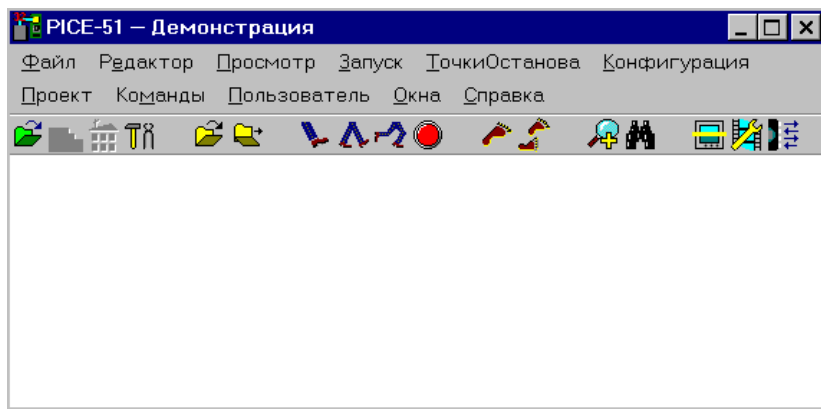 PICE-51 — Демонстрация
Файл Редактор Просмотр Запуск ТочкиОстанова Конфигурация
Проект Команды Пользователь Окна Справка